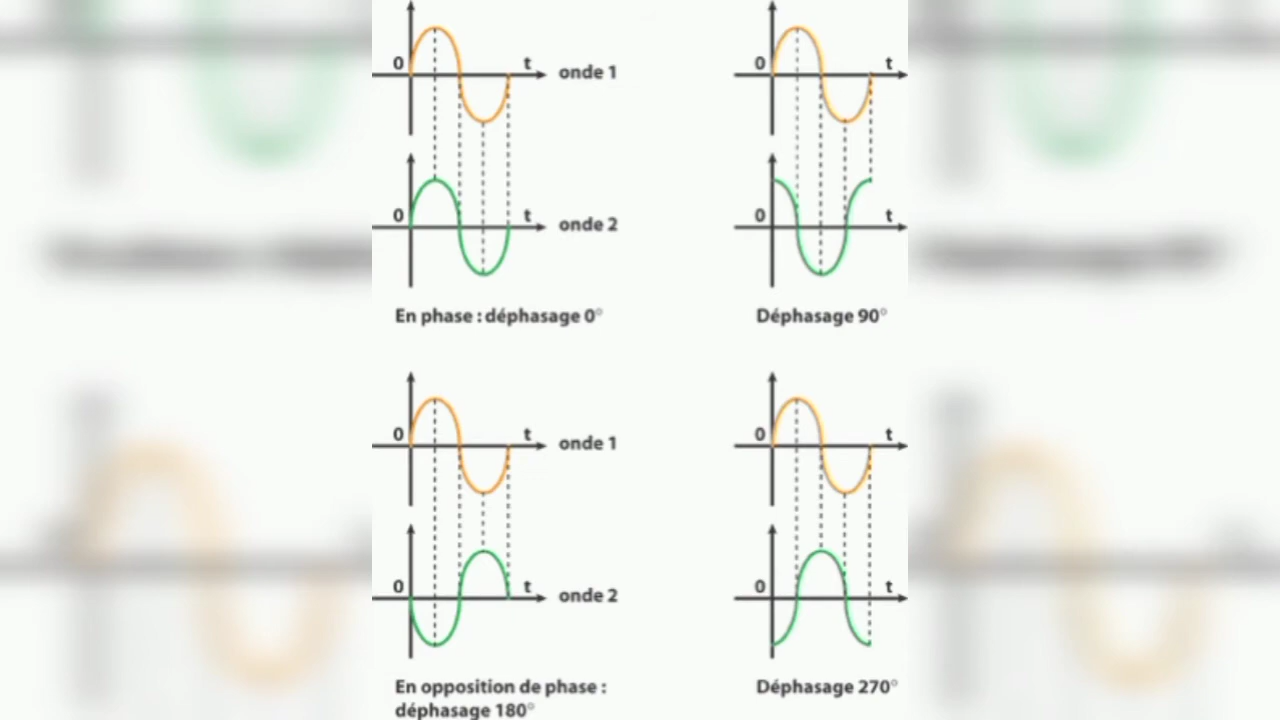 0 t onde 1
0 t
0 t onde 2
0 t
En phase : déphasage 0°
Déphasage 90°
0 t onde 1
0 t
0 t onde 2
0 t
En opposition de phase :
déphasage 180°
Déphasage 270°